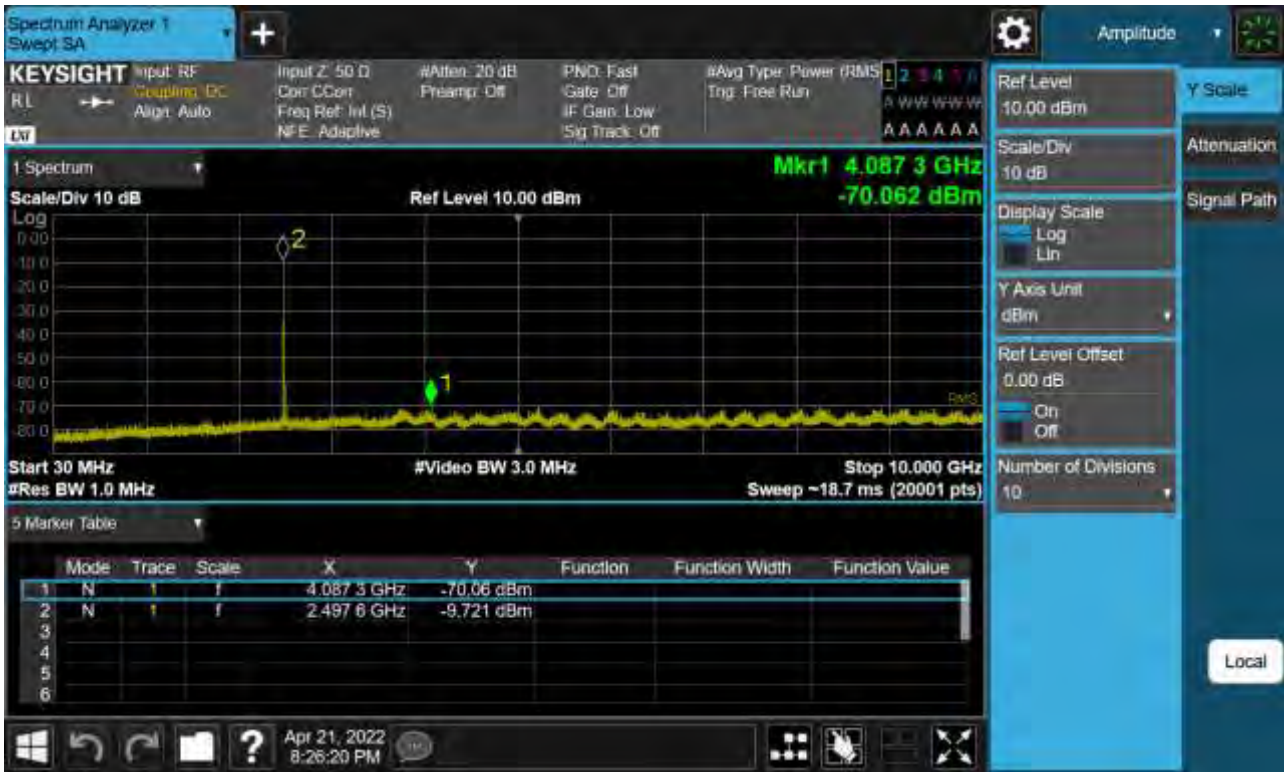 Spectrum Analyzer 1
Swept SA
+
Amplitude
KEYSIGHT
RL
LXI
Input: RF
Coupling: DC
Align: Auto
Input Z: 50 Ω
Corr CCorr
Freq Ref: Int (S)
NFE: Adaptive
#Atten: 20 dB
Preamp: Off
PNO: Fast
Gate: Off
IF Gain: Low
Sig Track: Off
#Avg Type: Power (RMS
Trig: Free Run
1 2 3 4 5 6
A W W W W W
A A A A A A
1 Spectrum
Mkr1 4.087 3 GHz
Scale/Div 10 dB
Ref Level 10.00 dBm
-70.062 dBm
Log
0.00
-10.0
-20.0
-30.0
-40.0
-50.0
-60.0
-70.0
-80.0
2
1
RMS
Start 30 MHz
#Video BW 3.0 MHz
Stop 10.000 GHz
#Res BW 1.0 MHz
Sweep ~18.7 ms (20001 pts)
5 Marker Table
Mode Trace Scale X Y Function Function Width Function Value
1 N 1 f 4.087 3 GHz -70.06 dBm
2 N 1 f 2.497 6 GHz -9.721 dBm
3
4
5
6
Ref Level
10.00 dBm
Scale/Div
10 dB
Display Scale
Log
Lin
Y Axis Unit
dBm
Ref Level Offset
0.00 dB
On
Off
Number of Divisions
10
Y Scale
Attenuation
Signal Path
Local
?
Apr 21, 2022
8:26:20 PM